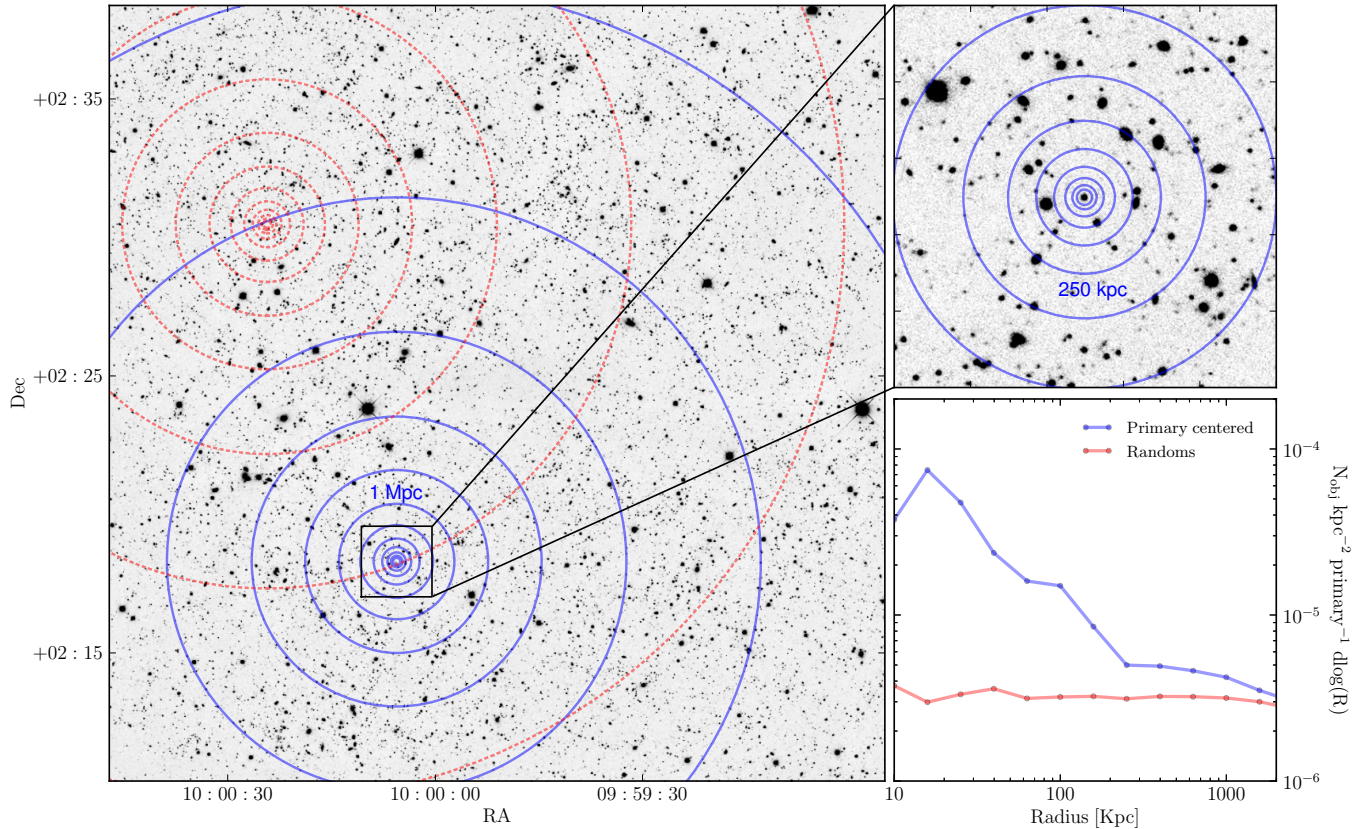 +02 : 35
+02 : 25
+02 : 15
Dec
1 Mpc
10 : 00 : 30
10 : 00 : 00
09 : 59 : 30
RA
250 kpc
Primary centered
Randoms
10⁻⁴
10⁻⁵
10⁻⁶
N_obj kpc⁻² primary⁻¹ dlog(R)
10
100
1000
Radius [Kpc]